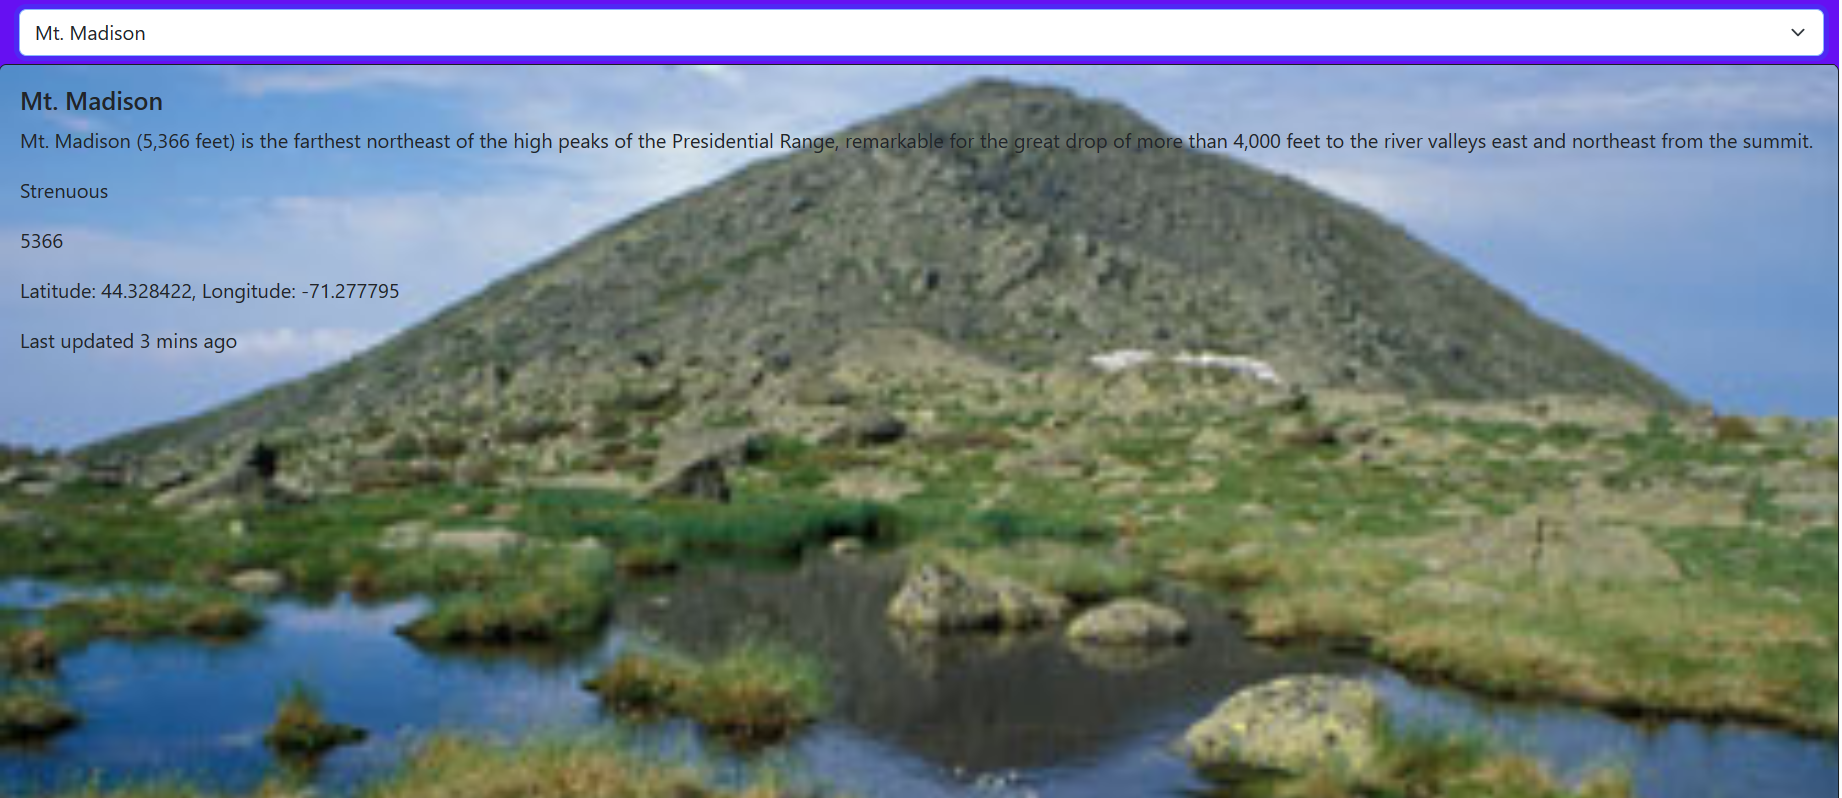 Mt. Madison
Mt. Madison
Mt. Madison (5,366 feet) is the farthest northeast of the high peaks of the Presidential Range, remarkable for the great drop of more than 4,000 feet to the river valleys east and northeast from the summit.
Strenuous
5366
Latitude: 44.328422, Longitude: -71.277795
Last updated 3 mins ago